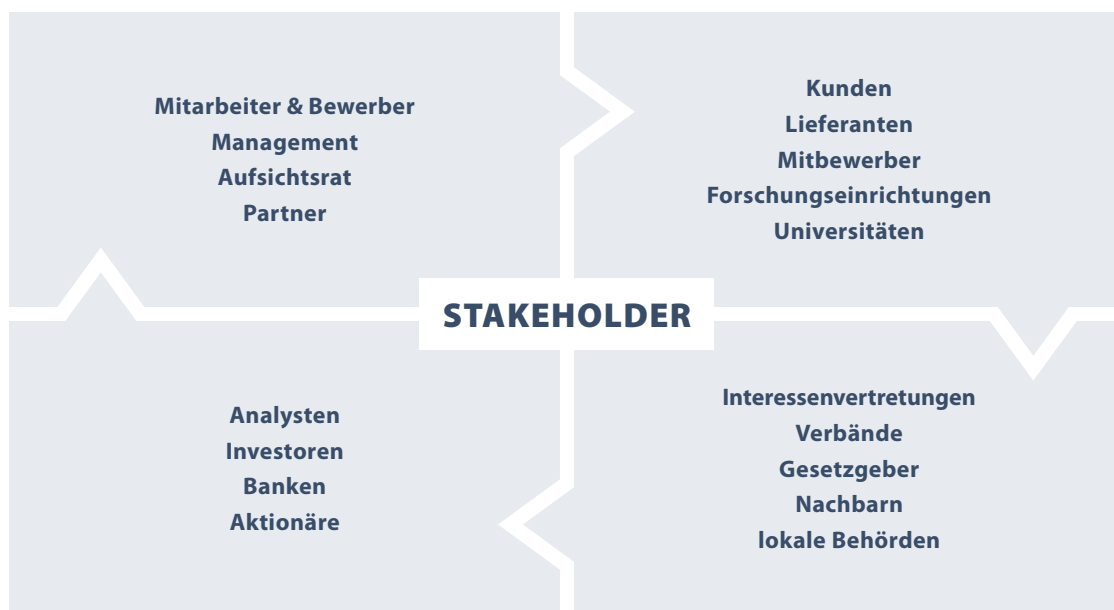 Mitarbeiter & Bewerber
Management
Aufsichtsrat
Partner
Kunden
Lieferanten
Mitbewerber
Forschungseinrichtungen
Universitäten
STAKEHOLDER
Analysten
Investoren
Banken
Aktionäre
Interessenvertretungen
Verbände
Gesetzgeber
Nachbarn
lokale Behörden